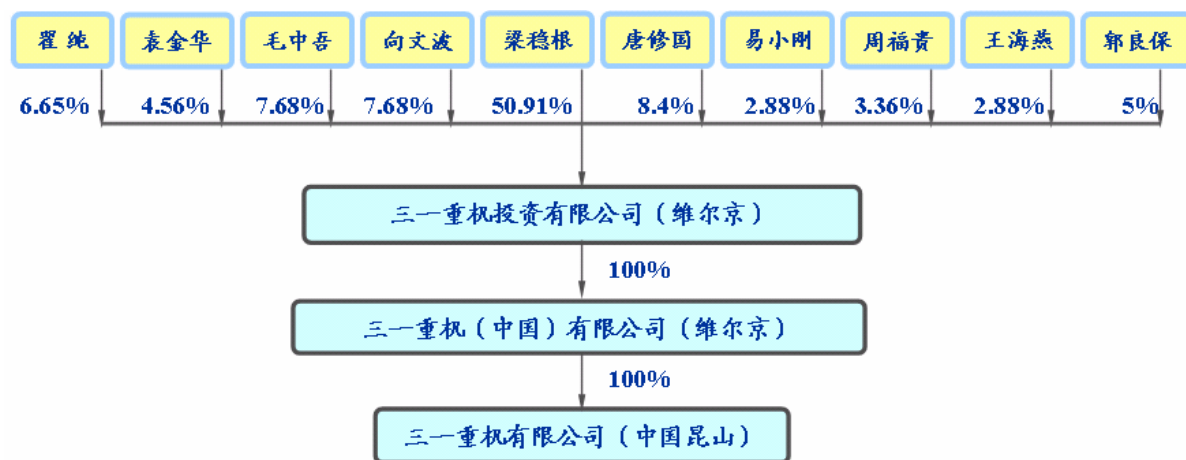 翟纯 袁金华 毛中吾 向文波 梁稳根 唐修国 易小刚 周福贵 王海燕 郭良保
6.65% 4.56% 7.68% 7.68% 50.91% 8.4% 2.88% 3.36% 2.88% 5%
三一重机投资有限公司（维尔京）
100%
三一重机（中国）有限公司（维尔京）
100%
三一重机有限公司（中国昆山）